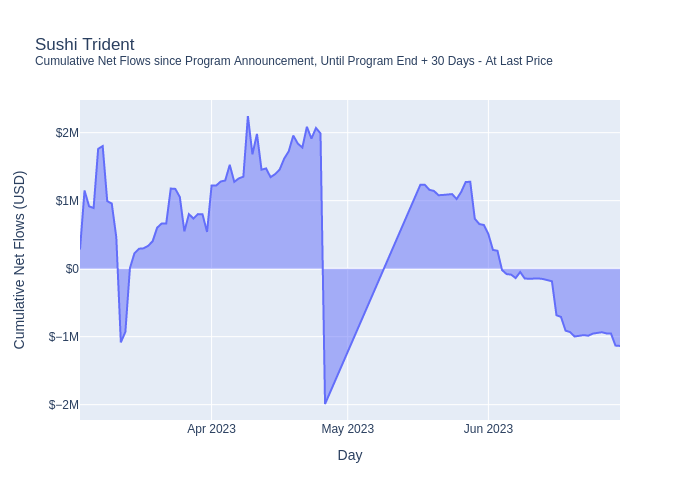 Sushi Trident
Cumulative Net Flows since Program Announcement, Until Program End + 30 Days - At Last Price
Cumulative Net Flows (USD)
$2M
$1M
$0
$−1M
$−2M
Apr 2023
May 2023
Jun 2023
Day